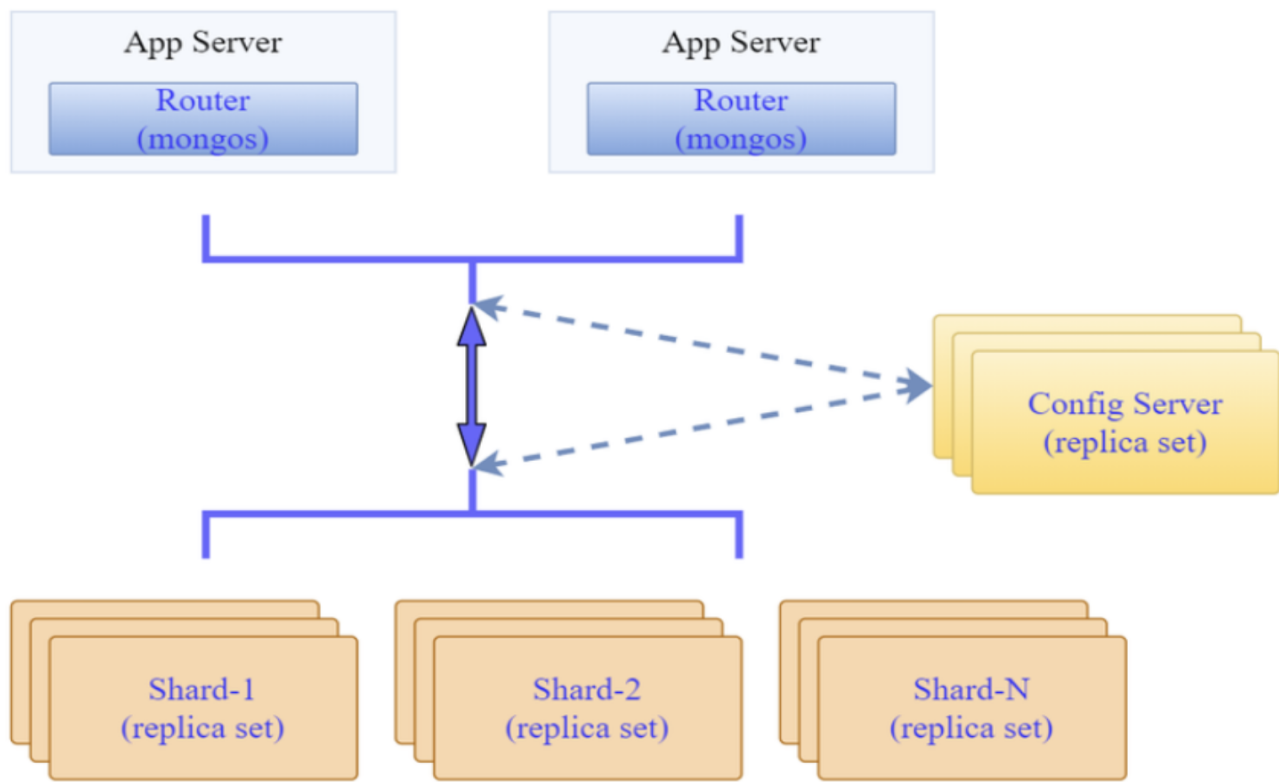 App Server
Router
(mongos)
App Server
Router
(mongos)
Config Server
(replica set)
Shard-1
(replica set)
Shard-2
(replica set)
Shard-N
(replica set)